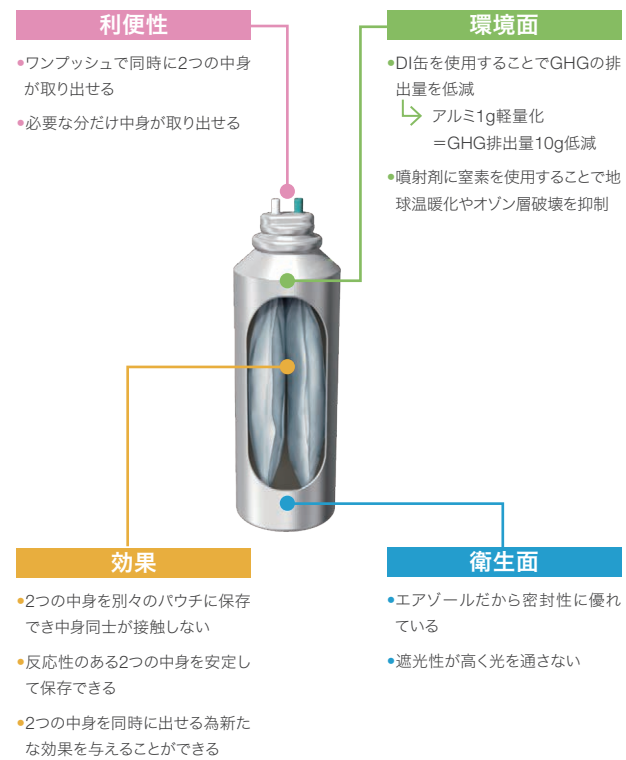 利便性
•ワンプッシュで同時に2つの中身
が取り出せる
•必要な分だけ中身が取り出せる
環境面
•DI缶を使用することでGHGの排
出量を低減
アルミ1g軽量化
＝GHG排出量10g低減
•噴射剤に窒素を使用することで地
球温暖化やオゾン層破壊を抑制
効果
•2つの中身を別々のパウチに保存
でき中身同士が接触しない
•反応性のある2つの中身を安定し
て保存できる
•2つの中身を同時に出せる為新た
な効果を与えることができる
衛生面
•エアゾールだから密封性に優れ
ている
•遮光性が高く光を通さない